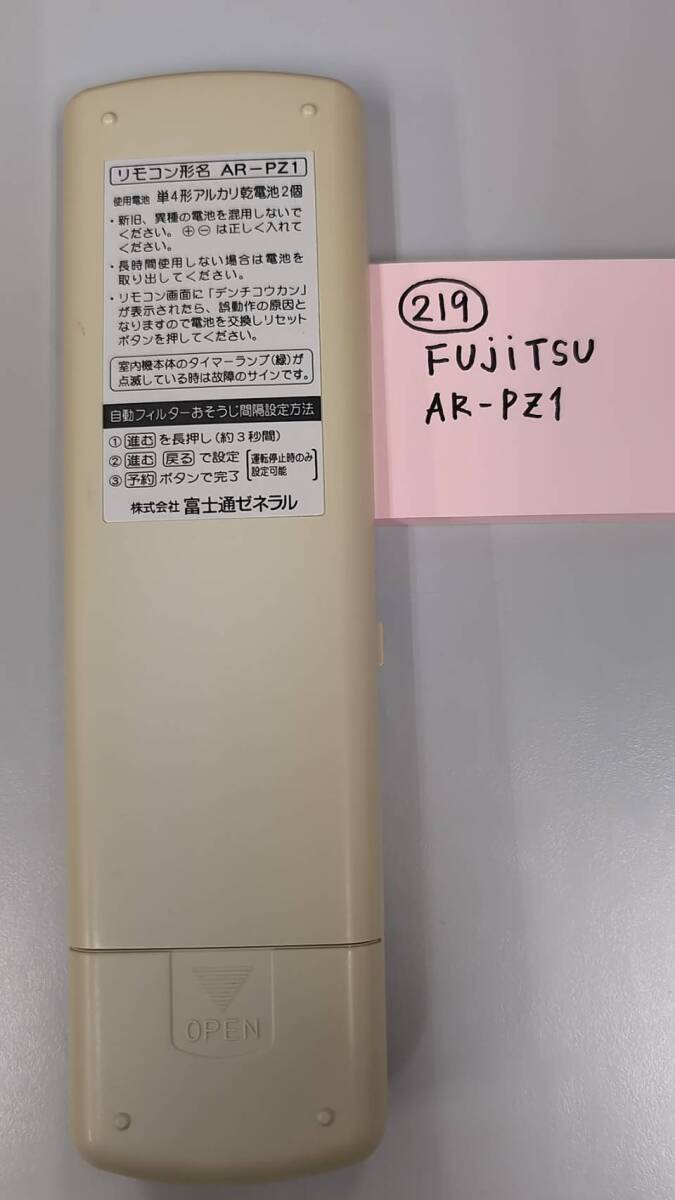 リモコン形名 AR-PZ1
使用電池 単4形アルカリ乾電池2個
・新旧、異種の電池を混用しないで
ください。⊕⊖は正しく入れて
ください。
・長時間使用しない場合は電池を
取り出してください。
・リモコン画面に「デンチコウカン」
が表示されたら、誤動作の原因と
なりますので電池を交換しリセット
ボタンを押してください。
室内機本体のタイマーランプ(緑)が
点滅している時は故障のサインです。
自動フィルターおそうじ間隔設定方法
①進むを長押し(約3秒間)
②進む 戻るで設定 [運転停止時のみ
設定可能]
③予約ボタンで完了
株式会社 富士通ゼネラル
219
FUJiTSU
AR-PZ1
OPEN